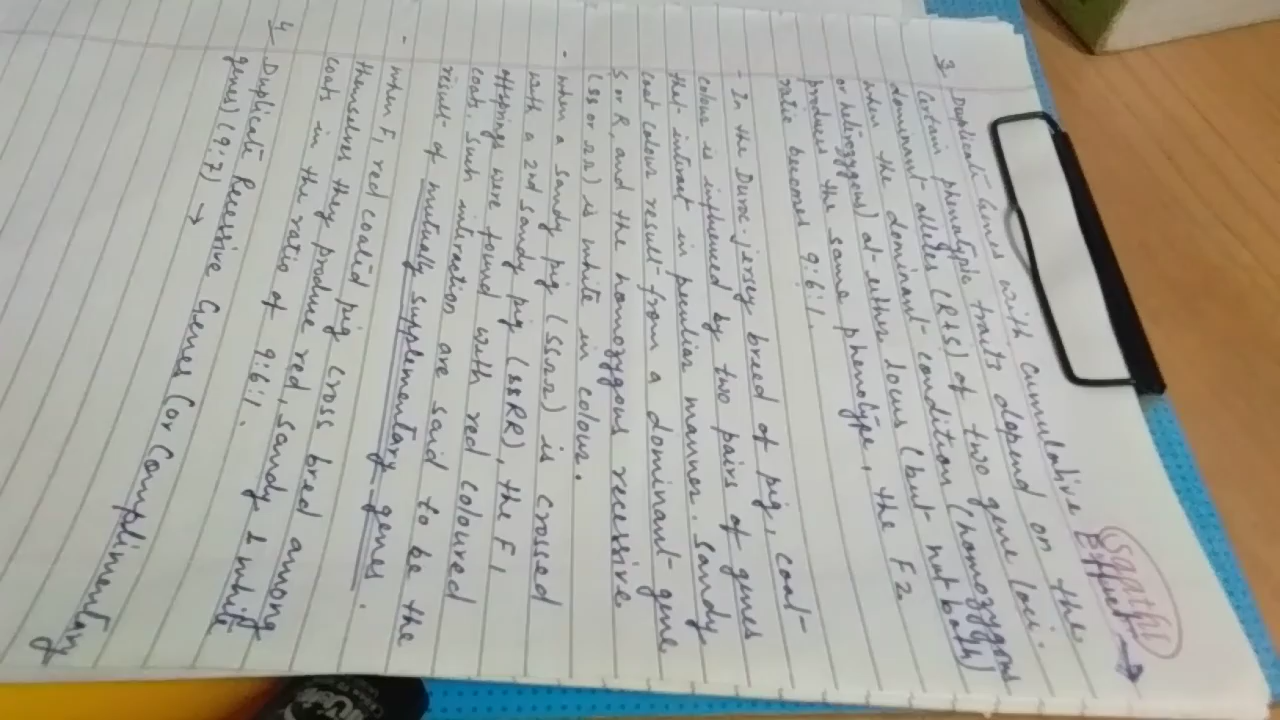 Saathi
3 Duplicate Genes with cumulative Effect →
Certain phenotypic traits depend on the
dominant alleles (R & S) of two gene loci.
when the dominant condition (homozygous
or heterozygous) at either locus (but not both)
produces the same phenotype, the F2
ratio becomes 9:6:1.
- In the Duroc-jersey breed of pig, coat
colour is influenced by two pairs of genes
that interact in peculiar manner. Sandy
coat colour result from a dominant gene
S or R, and the homozygous recessive
(ss or rr) is white in colour.
- when a sandy pig (SSrr) is crossed
with a 2nd sandy pig (ssRR), the F1
offsprings were found with red coloured
coats. Such interaction are said to be the
result of mutually supplementary genes.
- when F1 red coated pig cross bred among
themselves they produce red, sandy & white
coats in the ratio of 9:6:1.
4 Duplicate Recessive Genes (or Complimentary
genes) (9:7) →